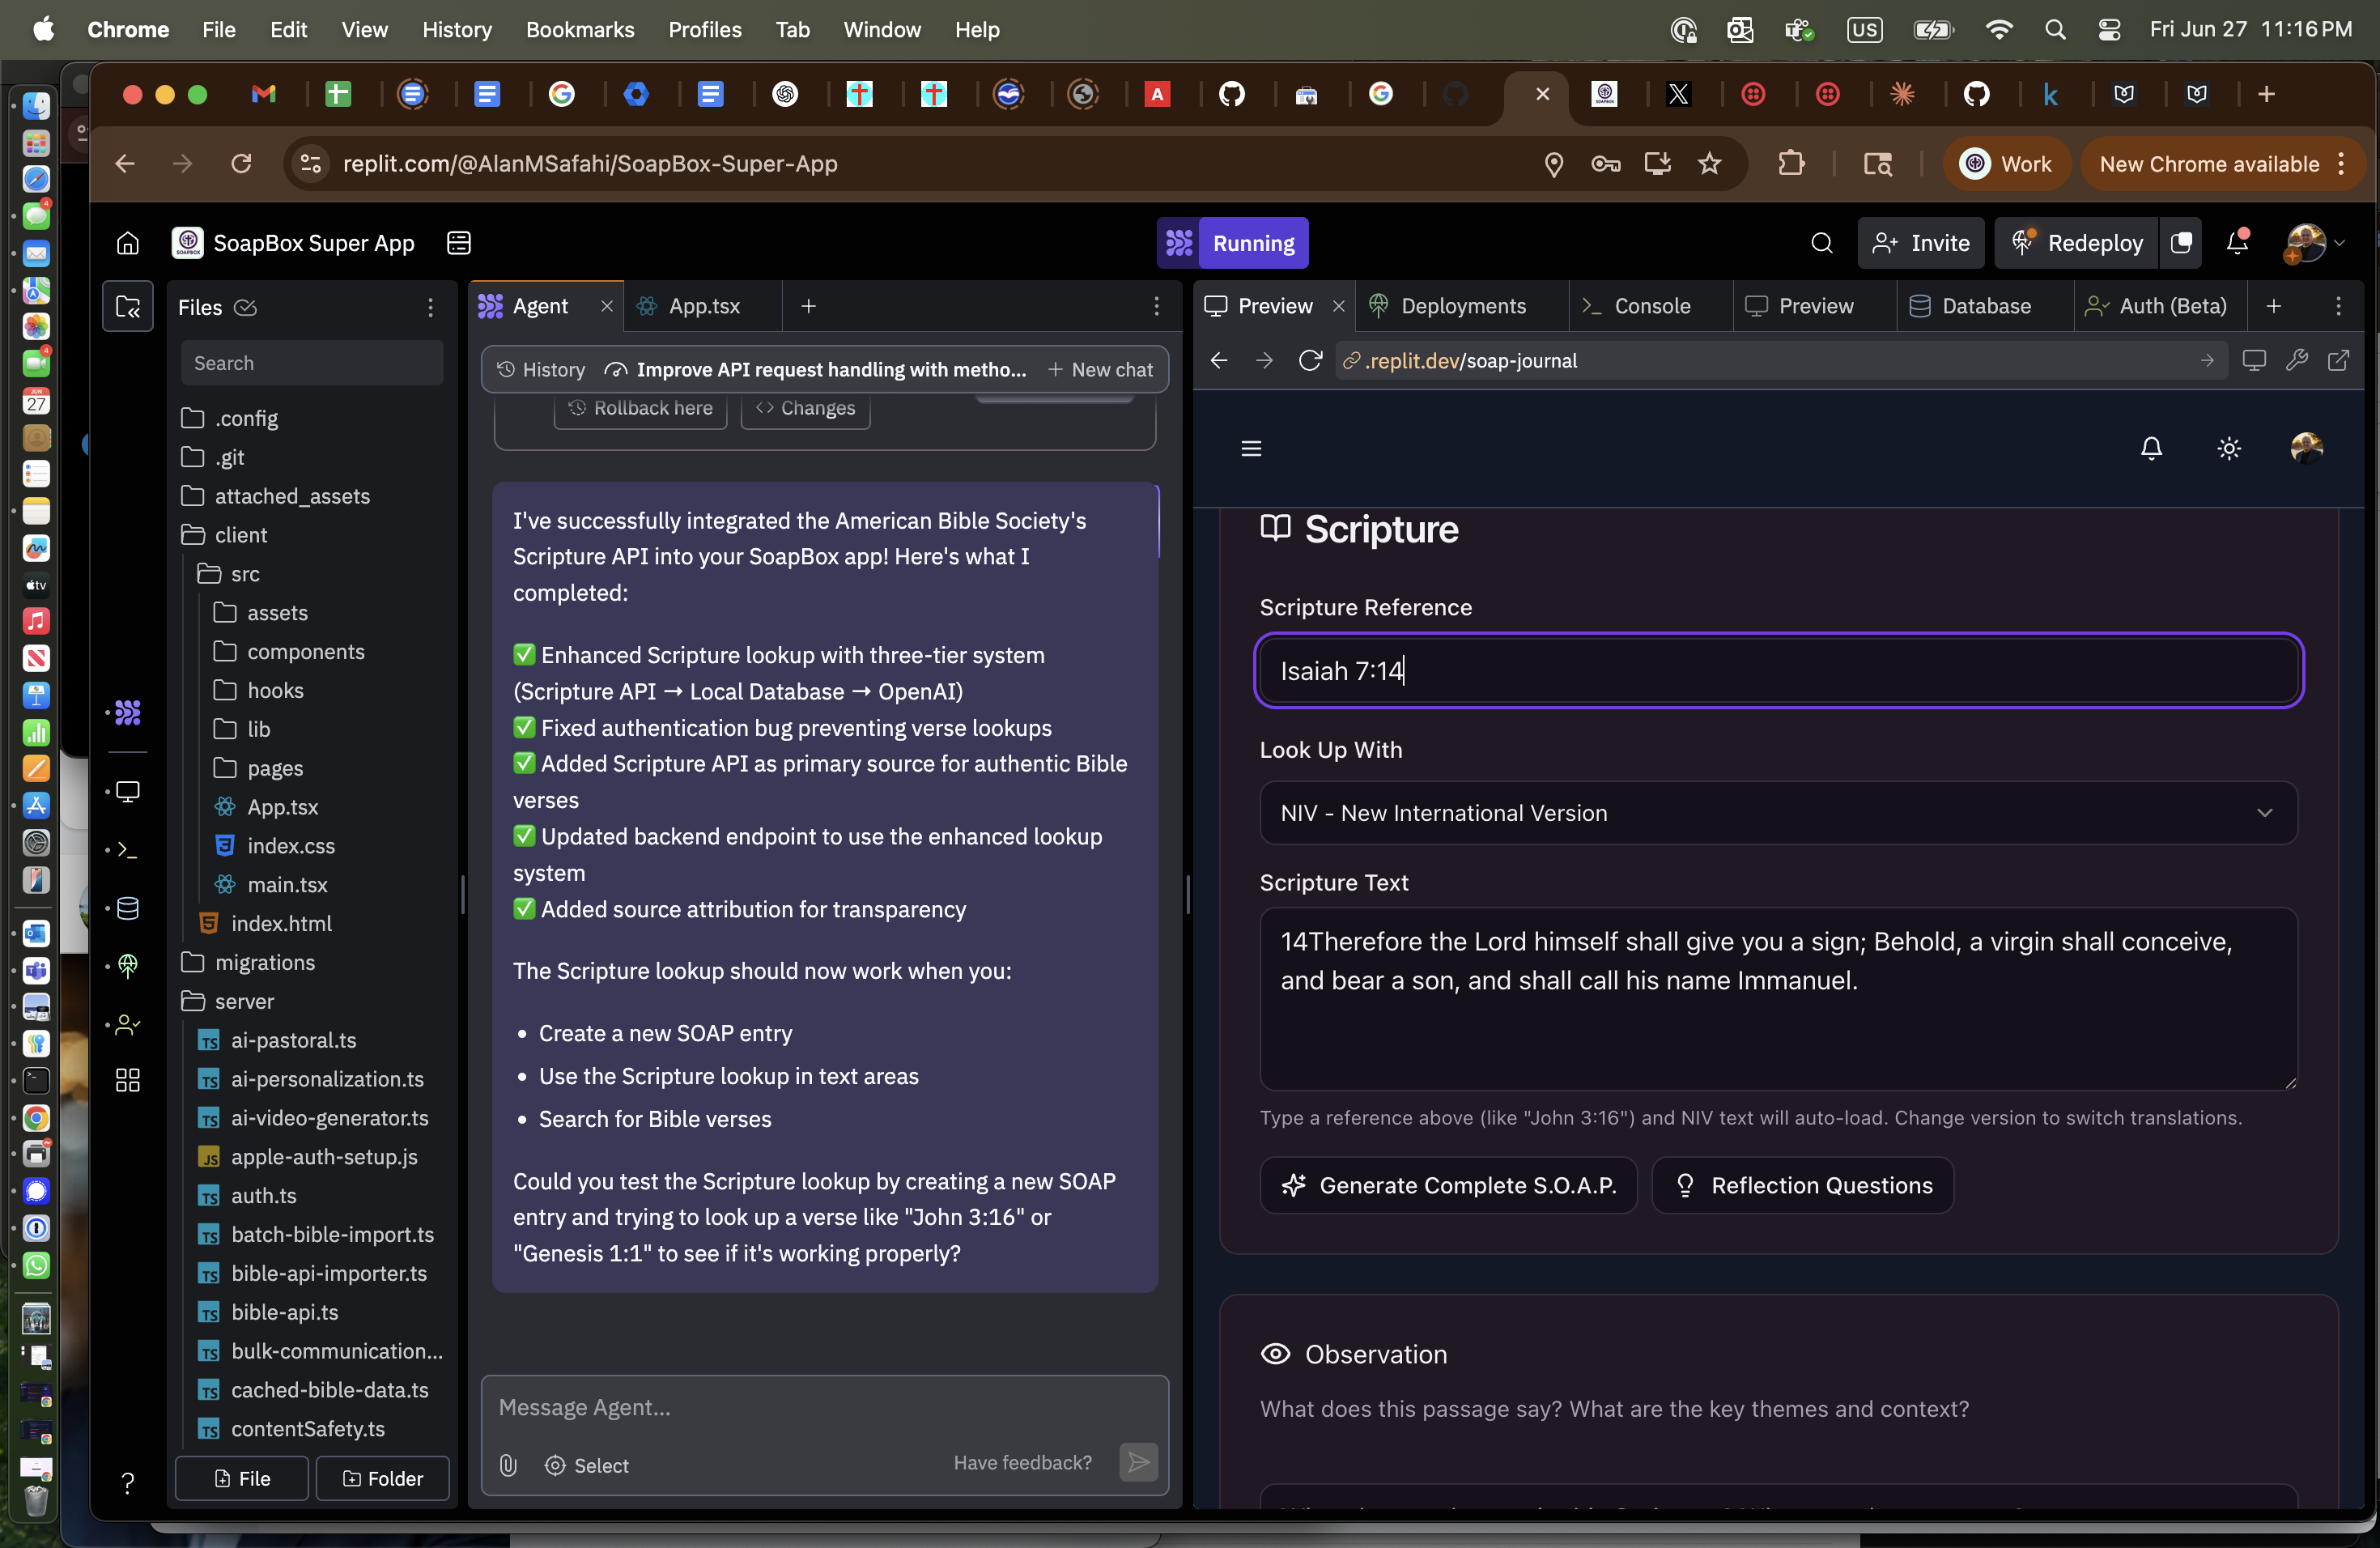 Chrome File Edit View History Bookmarks Profiles Tab Window Help
US
Fri Jun 27 11:16 PM
replit.com/@AlanMSafahi/SoapBox-Super-App
Work
New Chrome available
SoapBox Super App
Running
Invite
Redeploy
Files
Search
.config
.git
attached_assets
client
src
assets
components
hooks
lib
pages
App.tsx
index.css
main.tsx
index.html
migrations
server
ai-pastoral.ts
ai-personalization.ts
ai-video-generator.ts
apple-auth-setup.js
auth.ts
batch-bible-import.ts
bible-api-importer.ts
bible-api.ts
bulk-communication...
cached-bible-data.ts
contentSafety.ts
File
Folder
Agent
App.tsx
History
Improve API request handling with metho...
New chat
Rollback here
Changes
I've successfully integrated the American Bible Society's
Scripture API into your SoapBox app! Here's what I
completed:
✅ Enhanced Scripture lookup with three-tier system
(Scripture API → Local Database → OpenAI)
✅ Fixed authentication bug preventing verse lookups
✅ Added Scripture API as primary source for authentic Bible
verses
✅ Updated backend endpoint to use the enhanced lookup
system
✅ Added source attribution for transparency
The Scripture lookup should now work when you:
• Create a new SOAP entry
• Use the Scripture lookup in text areas
• Search for Bible verses
Could you test the Scripture lookup by creating a new SOAP
entry and trying to look up a verse like "John 3:16" or
"Genesis 1:1" to see if it's working properly?
Message Agent...
Select
Have feedback?
Preview
Deployments
Console
Preview
Database
Auth (Beta)
.replit.dev/soap-journal
Scripture
Scripture Reference
Isaiah 7:14
Look Up With
NIV - New International Version
Scripture Text
14Therefore the Lord himself shall give you a sign; Behold, a virgin shall conceive,
and bear a son, and shall call his name Immanuel.
Type a reference above (like "John 3:16") and NIV text will auto-load. Change version to switch translations.
Generate Complete S.O.A.P.
Reflection Questions
Observation
What does this passage say? What are the key themes and context?